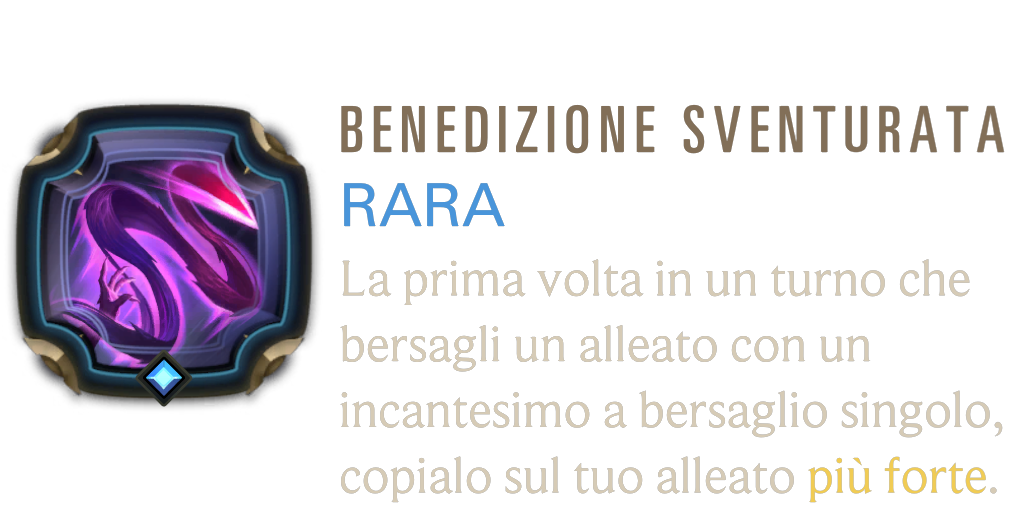 BENEDIZIONE SVENTURATA
RARA
La prima volta in un turno che
bersagli un alleato con un
incantesimo a bersaglio singolo,
copialo sul tuo alleato più forte.